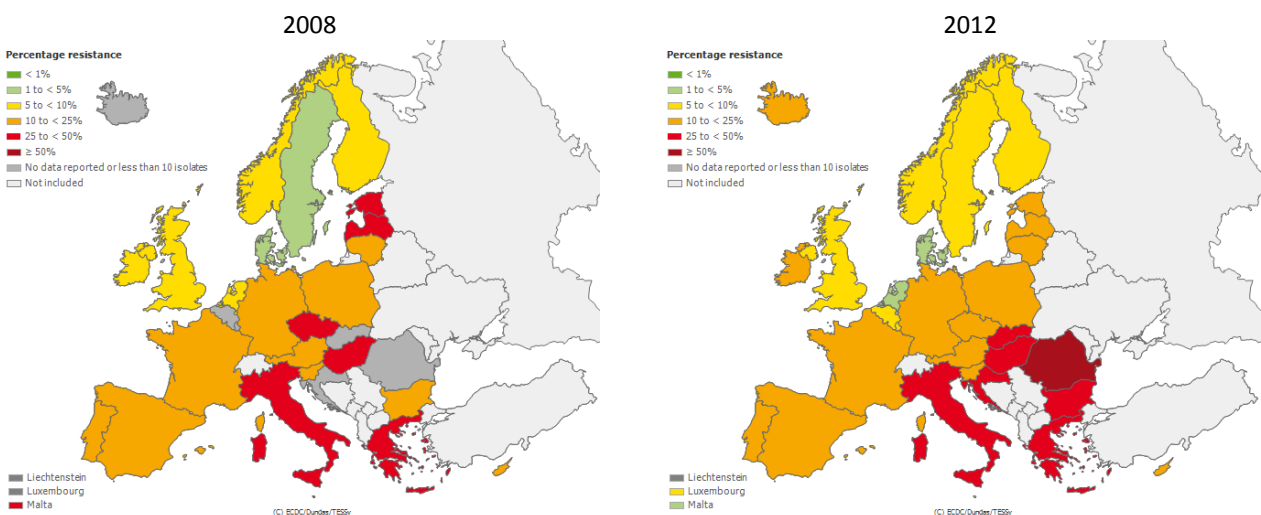 2008
Percentage resistance
< 1%
1 to < 5%
5 to < 10%
10 to < 25%
25 to < 50%
≥ 50%
No data reported or less than 10 isolates
Not included
Liechtenstein
Luxembourg
Malta
(C) ECDC/Dundas/TESSy
2012
Percentage resistance
< 1%
1 to < 5%
5 to < 10%
10 to < 25%
25 to < 50%
≥ 50%
No data reported or less than 10 isolates
Not included
Liechtenstein
Luxembourg
Malta
(C) ECDC/Dundas/TESSy